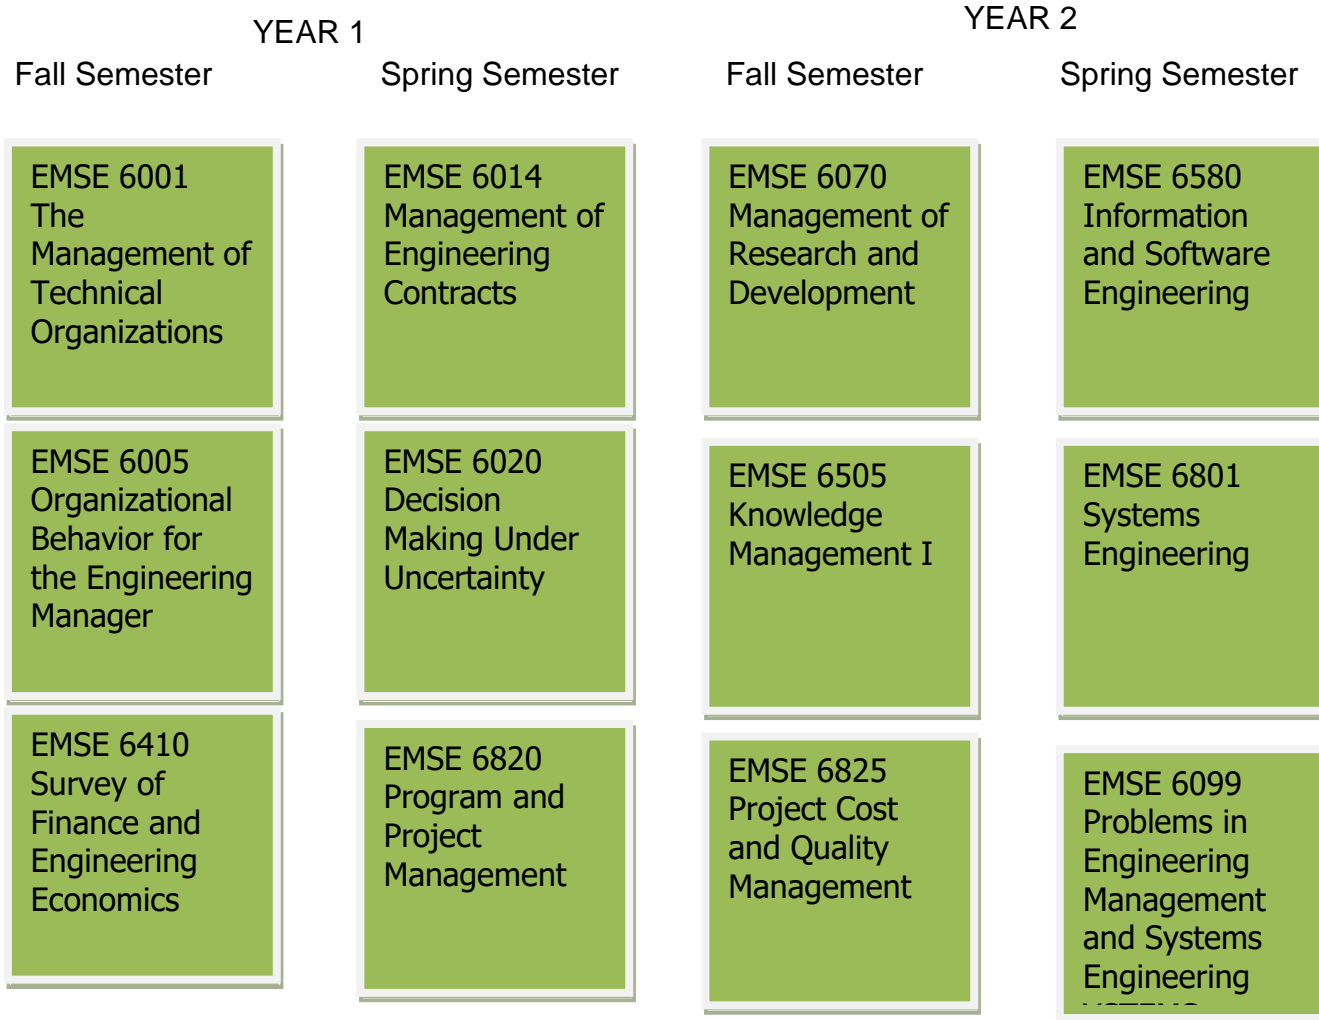 YEAR 1
YEAR 2
Fall Semester
Spring Semester
Fall Semester
Spring Semester
EMSE 6001
The
Management of
Technical
Organizations
EMSE 6014
Management of
Engineering
Contracts
EMSE 6070
Management of
Research and
Development
EMSE 6580
Information
and Software
Engineering
EMSE 6005
Organizational
Behavior for
the Engineering
Manager
EMSE 6020
Decision
Making Under
Uncertainty
EMSE 6505
Knowledge
Management I
EMSE 6801
Systems
Engineering
EMSE 6410
Survey of
Finance and
Engineering
Economics
EMSE 6820
Program and
Project
Management
EMSE 6825
Project Cost
and Quality
Management
EMSE 6099
Problems in
Engineering
Management
and Systems
Engineering